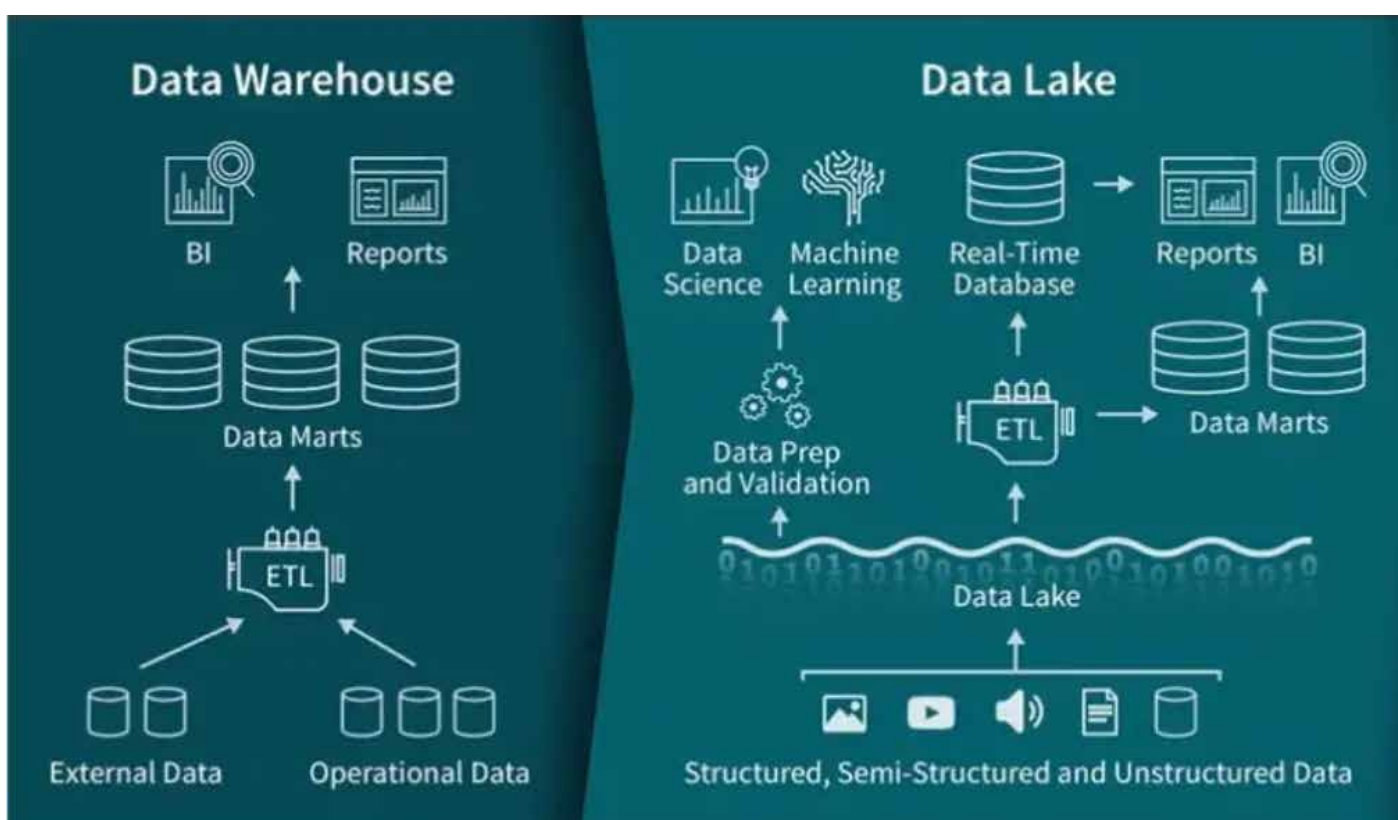 Data Warehouse
BI
Reports
Data Marts
ETL
External Data
Operational Data
Data Lake
Data
Science
Machine
Learning
Real-Time
Database
Reports
BI
Data Prep
and Validation
ETL
Data Marts
0101011010010110100101001010
Data Lake
Structured, Semi-Structured and Unstructured Data